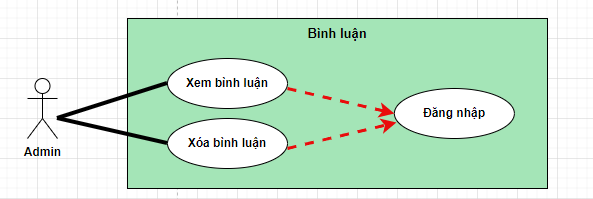 Bình luận
Xem bình luận
Đăng nhập
Xóa bình luận
Admin